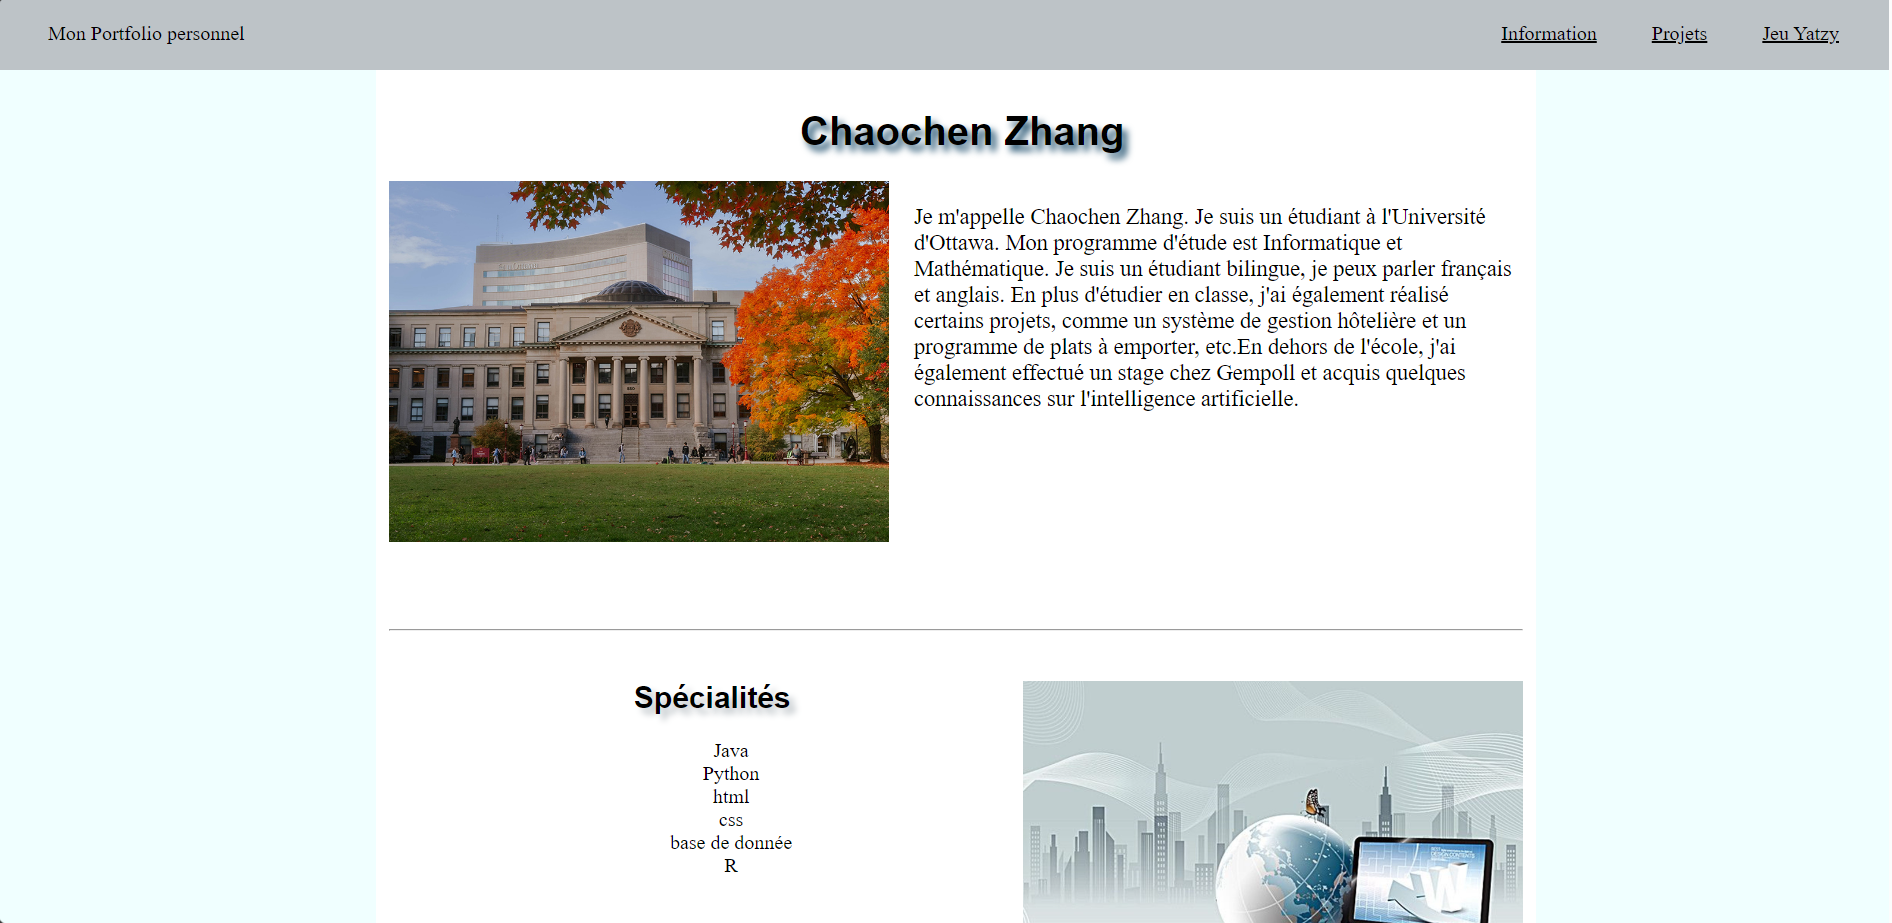 Mon Portfolio personnel
Information
Projets
Jeu Yatzy
Chaochen Zhang
Je m'appelle Chaochen Zhang. Je suis un étudiant à l'Université
d'Ottawa. Mon programme d'étude est Informatique et
Mathématique. Je suis un étudiant bilingue, je peux parler français
et anglais. En plus d'étudier en classe, j'ai également réalisé
certains projets, comme un système de gestion hôtelière et un
programme de plats à emporter, etc.En dehors de l'école, j'ai
également effectué un stage chez Gempoll et acquis quelques
connaissances sur l'intelligence artificielle.
Spécialités
Java
Python
html
css
base de donnée
R
W